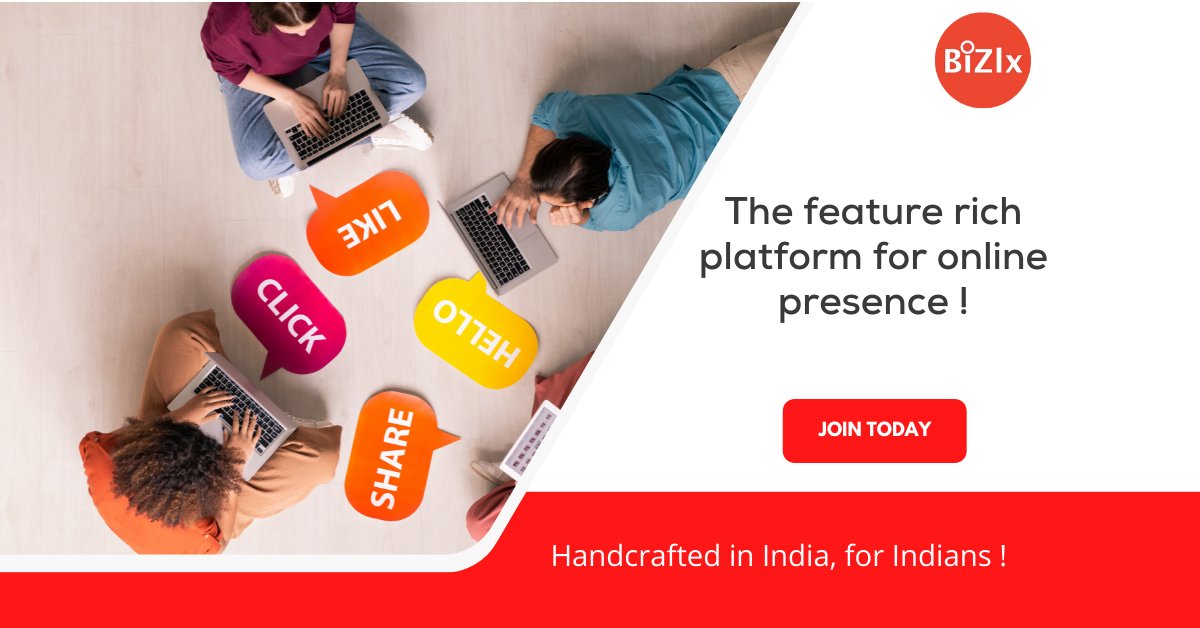 BiZIx
LIKE
CLICK
HELLO
SHARE
The feature rich
platform for online
presence !
JOIN TODAY
Handcrafted in India, for Indians !